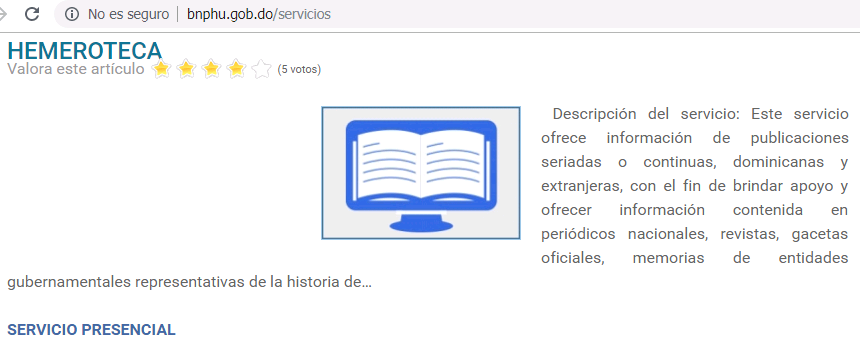 No es seguro | bnphu.gob.do/servicios
HEMEROTECA
Valora este artículo (5 votos)
Descripción del servicio: Este servicio
ofrece información de publicaciones
seriadas o continuas, dominicanas y
extranjeras, con el fin de brindar apoyo y
ofrecer información contenida en
periódicos nacionales, revistas, gacetas
oficiales, memorias de entidades
gubernamentales representativas de la historia de…
SERVICIO PRESENCIAL